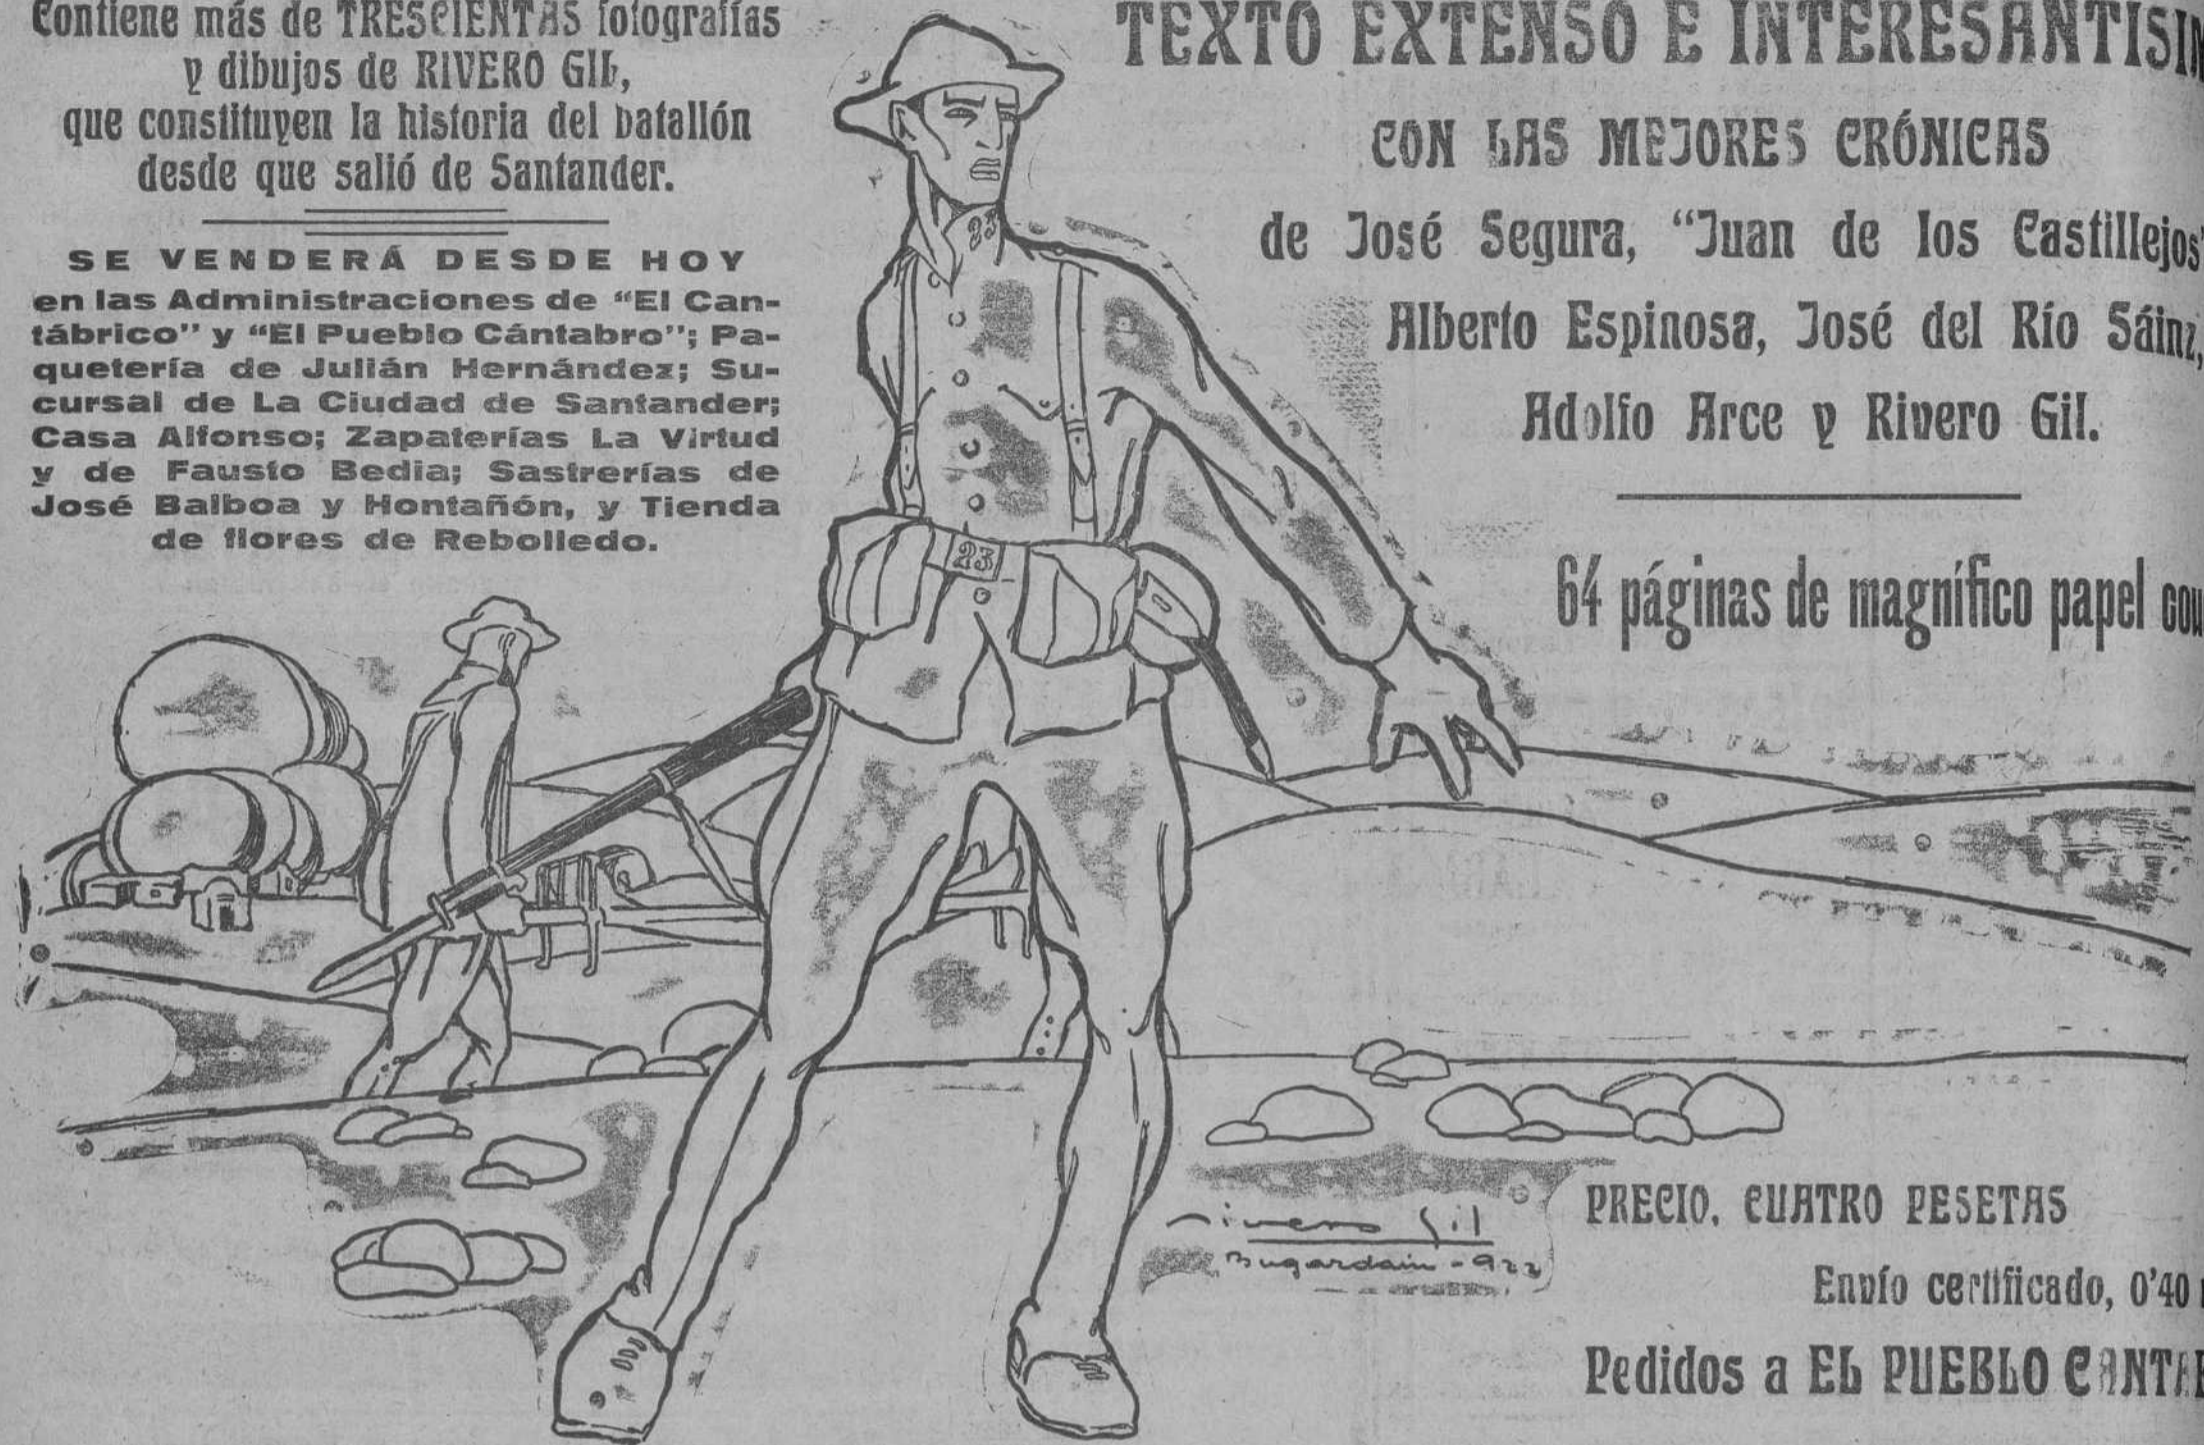 Contiene más de TRESCIENTAS fotografías
y dibujos de RIVERO GIL,
que constituyen la historia del batallón
desde que salió de Santander.
SE VENDERÁ DESDE HOY
en las Administraciones de "El Can-
tábrico" y "El Pueblo Cántabro"; Pa-
quetería de Julián Hernández; Su-
cursal de La Ciudad de Santander;
Casa Alfonso; Zapaterías La Virtud
y de Fausto Bedia; Sastrerías de
José Balboa y Hontañón, y Tienda
de flores de Rebolledo.
TEXTO EXTENSO E
CON LAS MEJORES CRÓNICAS
de José Segura, "Juan de los Castillejos"
Alberto Espinosa, José del Río Sáinz,
Adolfo Arce y Rivero Gil.
64 páginas de magnífico papel
23
23
rivero Gil
922
PRECIO, CUATRO PESETAS
Envío certificado, 0'40
Pedidos a EL PUEBLO